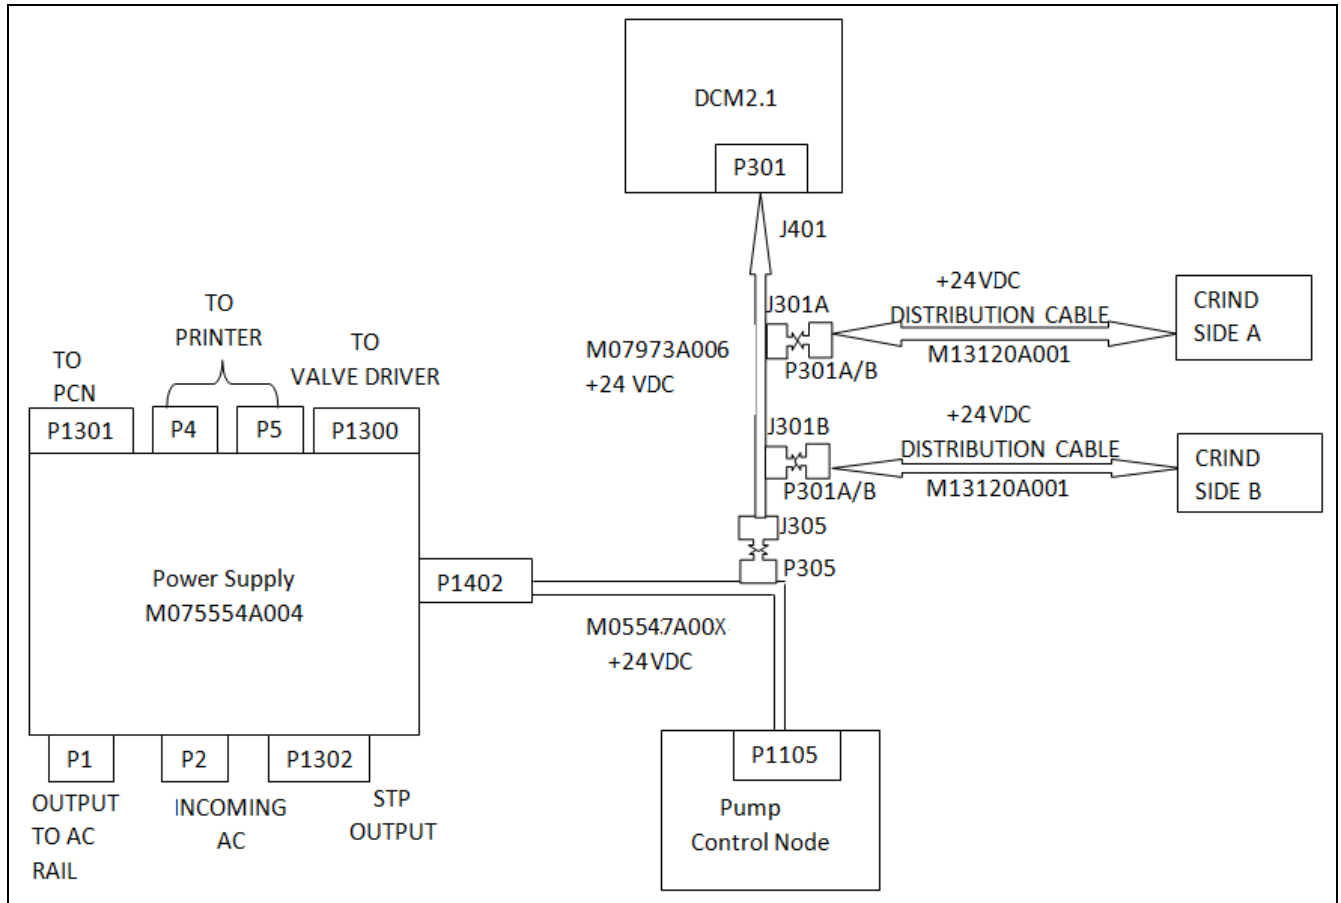 DCM2.1
P301
J401
+24VDC
DISTRIBUTION CABLE
M13120A001
CRIND
SIDE A
J301A
P301A/B
M07973A006
+24 VDC
+24VDC
DISTRIBUTION CABLE
M13120A001
CRIND
SIDE B
J301B
P301A/B
J305
P305
TO
PCN
TO
PRINTER
TO
VALVE DRIVER
P1301
P4
P5
P1300
Power Supply
M075554A004
P1402
M05547A00X
+24VDC
P1
P2
P1302
OUTPUT
TO AC
RAIL
INCOMING
AC
STP
OUTPUT
P1105
Pump
Control Node